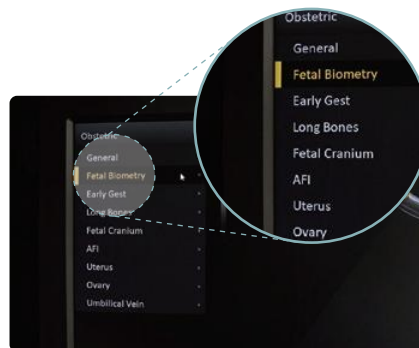 Obstetric
General
Fetal Biometry
Early Gest
Long Bones
Fetal Cranium
AFI
Uterus
Ovary
Umbilical Vein
Obstetric
General
Fetal Biometry
Early Gest
Long Bones
Fetal Cranium
AFI
Uterus
Ovary